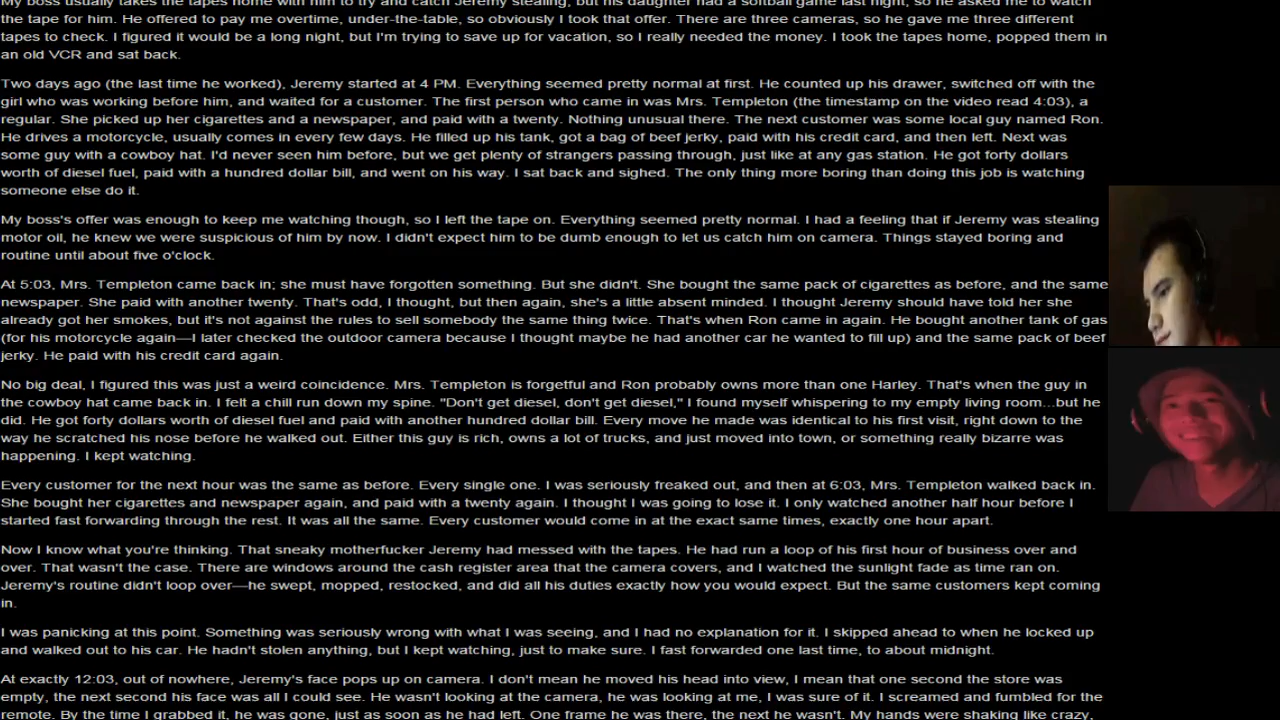 My boss usually takes the tapes home with him to try and catch Jeremy stealing, but his daughter had a softball game last night, so he asked me to watch
the tape for him. He offered to pay me overtime, under-the-table, so obviously I took that offer. There are three cameras, so he gave me three different
tapes to check. I figured it would be a long night, but I'm trying to save up for vacation, so I really needed the money. I took the tapes home, popped them in
an old VCR and sat back.
Two days ago (the last time he worked), Jeremy started at 4 PM. Everything seemed pretty normal at first. He counted up his drawer, switched off with the
girl who was working before him, and waited for a customer. The first person who came in was Mrs. Templeton (the timestamp on the video read 4:03), a
regular. She picked up her cigarettes and a newspaper, and paid with a twenty. Nothing unusual there. The next customer was some local guy named Ron.
He drives a motorcycle, usually comes in every few days. He filled up his tank, got a bag of beef jerky, paid with his credit card, and then left. Next was
some guy with a cowboy hat. I'd never seen him before, but we get plenty of strangers passing through, just like at any gas station. He got forty dollars
worth of diesel fuel, paid with a hundred dollar bill, and went on his way. I sat back and sighed. The only thing more boring than doing this job is watching
someone else do it.
My boss's offer was enough to keep me watching though, so I left the tape on. Everything seemed pretty normal. I had a feeling that if Jeremy was stealing
motor oil, he knew we were suspicious of him by now. I didn't expect him to be dumb enough to let us catch him on camera. Things stayed boring and
routine until about five o'clock.
At 5:03, Mrs. Templeton came back in; she must have forgotten something. But she didn't. She bought the same pack of cigarettes as before, and the same
newspaper. She paid with another twenty. That's odd, I thought, but then again, she's a little absent minded. I thought Jeremy should have told her she
already got her smokes, but it's not against the rules to sell somebody the same thing twice. That's when Ron came in again. He bought another tank of gas
(for his motorcycle again—I later checked the outdoor camera because I thought maybe he had another car he wanted to fill up) and the same pack of beef
jerky. He paid with his credit card again.
No big deal, I figured this was just a weird coincidence. Mrs. Templeton is forgetful and Ron probably owns more than one Harley. That's when the guy in
the cowboy hat came back in. I felt a chill run down my spine. "Don't get diesel, don't get diesel," I found myself whispering to my empty living room...but he
did. He got forty dollars worth of diesel fuel and paid with another hundred dollar bill. Every move he made was identical to his first visit, right down to the
way he scratched his nose before he walked out. Either this guy is rich, owns a lot of trucks, and just moved into town, or something really bizarre was
happening. I kept watching.
Every customer for the next hour was the same as before. Every single one. I was seriously freaked out, and then at 6:03, Mrs. Templeton walked back in.
She bought her cigarettes and newspaper again, and paid with a twenty again. I thought I was going to lose it. I only watched another half hour before I
started fast forwarding through the rest. It was all the same. Every customer would come in at the exact same times, exactly one hour apart.
Now I know what you're thinking. That sneaky motherfucker Jeremy had messed with the tapes. He had run a loop of his first hour of business over and
over. That wasn't the case. There are windows around the cash register area that the camera covers, and I watched the sunlight fade as time ran on.
Jeremy's routine didn't loop over—he swept, mopped, restocked, and did all his duties exactly how you would expect. But the same customers kept coming
in.
I was panicking at this point. Something was seriously wrong with what I was seeing, and I had no explanation for it. I skipped ahead to when he locked up
and walked out to his car. He hadn't stolen anything, but I kept watching, just to make sure. I fast forwarded one last time, to about midnight.
At exactly 12:03, out of nowhere, Jeremy's face pops up on camera. I don't mean he moved his head into view, I mean that one second the store was
empty, the next second his face was all I could see. He wasn't looking at the camera, he was looking at me, I was sure of it. I screamed and fumbled for the
remote. By the time I grabbed it, he was gone, just as soon as he had left. One frame he was there, the next he wasn't. My hands were shaking like crazy,